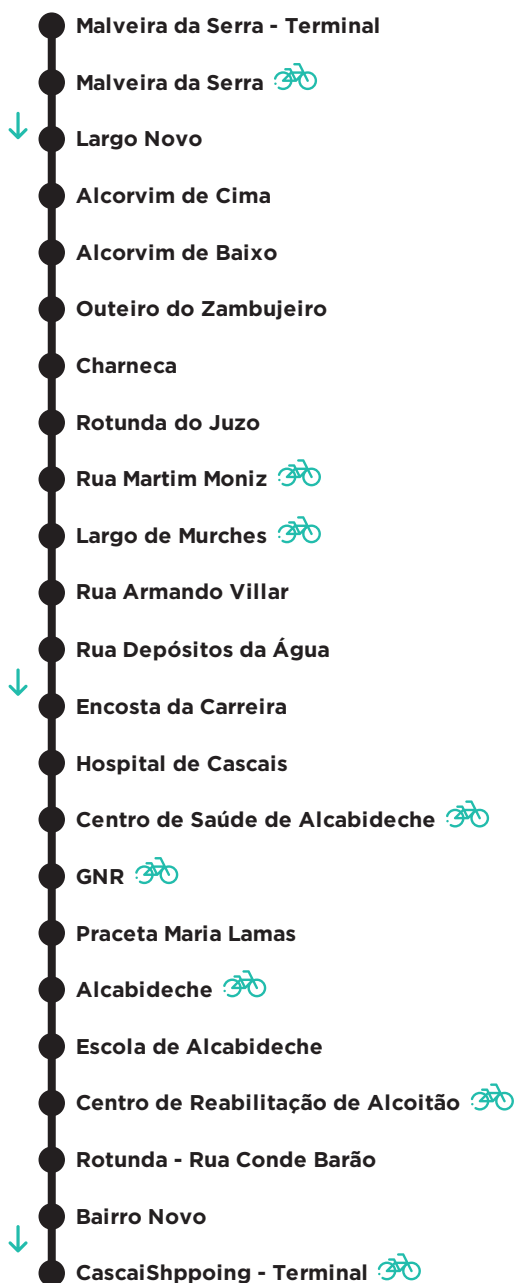 Malveira da Serra - Terminal
Malveira da Serra
Largo Novo
Alcorvim de Cima
Alcorvim de Baixo
Outeiro do Zambujeiro
Charneca
Rotunda do Juzo
Rua Martim Moniz
Largo de Murches
Rua Armando Villar
Rua Depósitos da Água
Encosta da Carreira
Hospital de Cascais
Centro de Saúde de Alcabideche
GNR
Praceta Maria Lamas
Alcabideche
Escola de Alcabideche
Centro de Reabilitação de Alcoitão
Rotunda - Rua Conde Barão
Bairro Novo
CascaiShppoing - Terminal